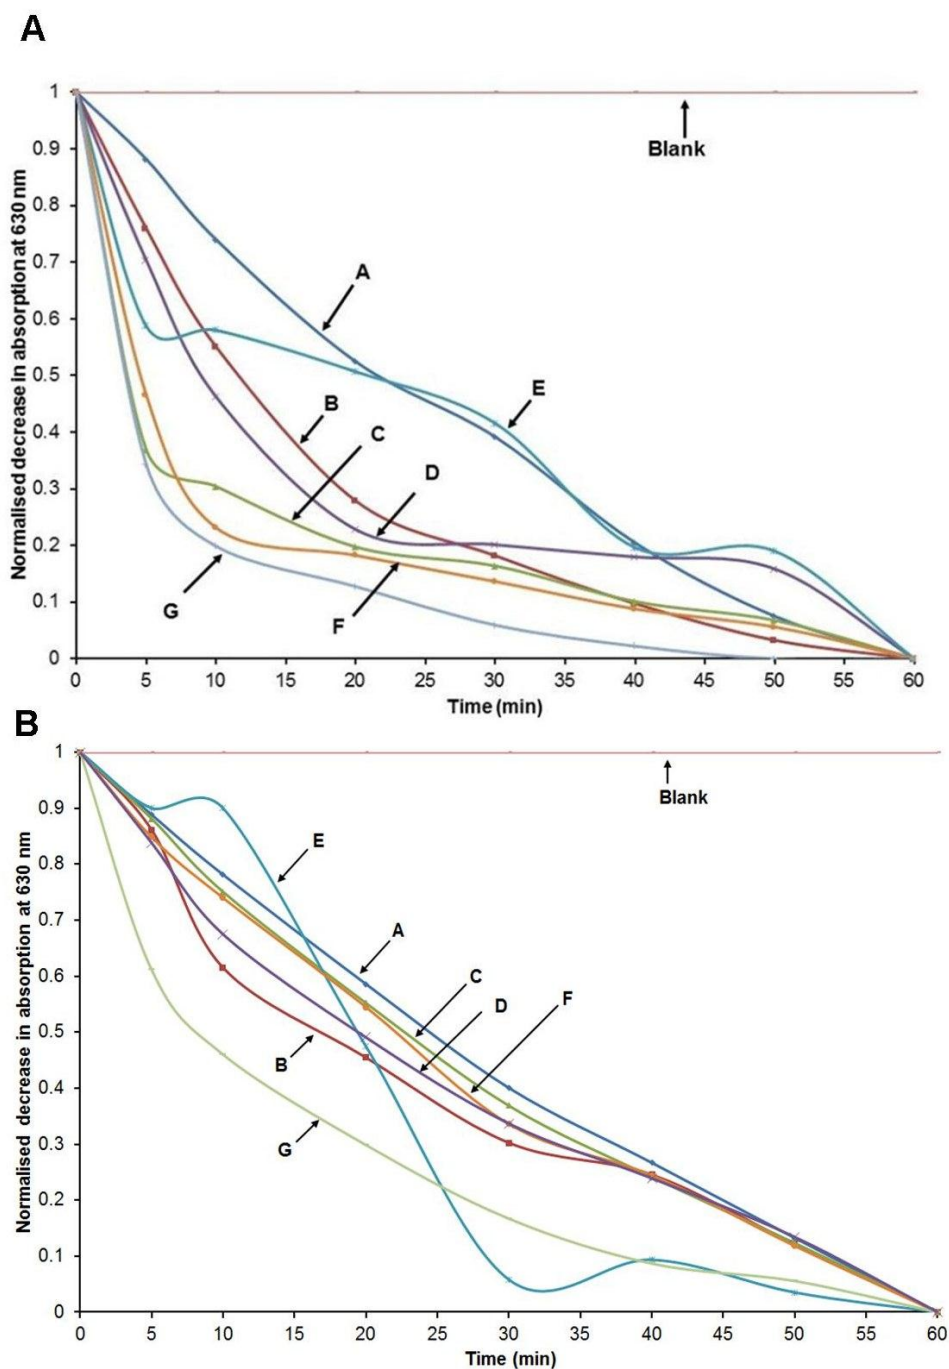 A
Normalised decrease in absorption at 630 nm
1
0.9
0.8
0.7
0.6
0.5
0.4
0.3
0.2
0.1
0
Blank
A
E
B
C
D
G
F
0 5 10 15 20 25 30 35 40 45 50 55 60
Time (min)
B
Normalised decrease in absorption at 630 nm
1
0.9
0.8
0.7
0.6
0.5
0.4
0.3
0.2
0.1
0
Blank
E
A
C
D
F
B
G
0 5 10 15 20 25 30 35 40 45 50 55 60
Time (min)